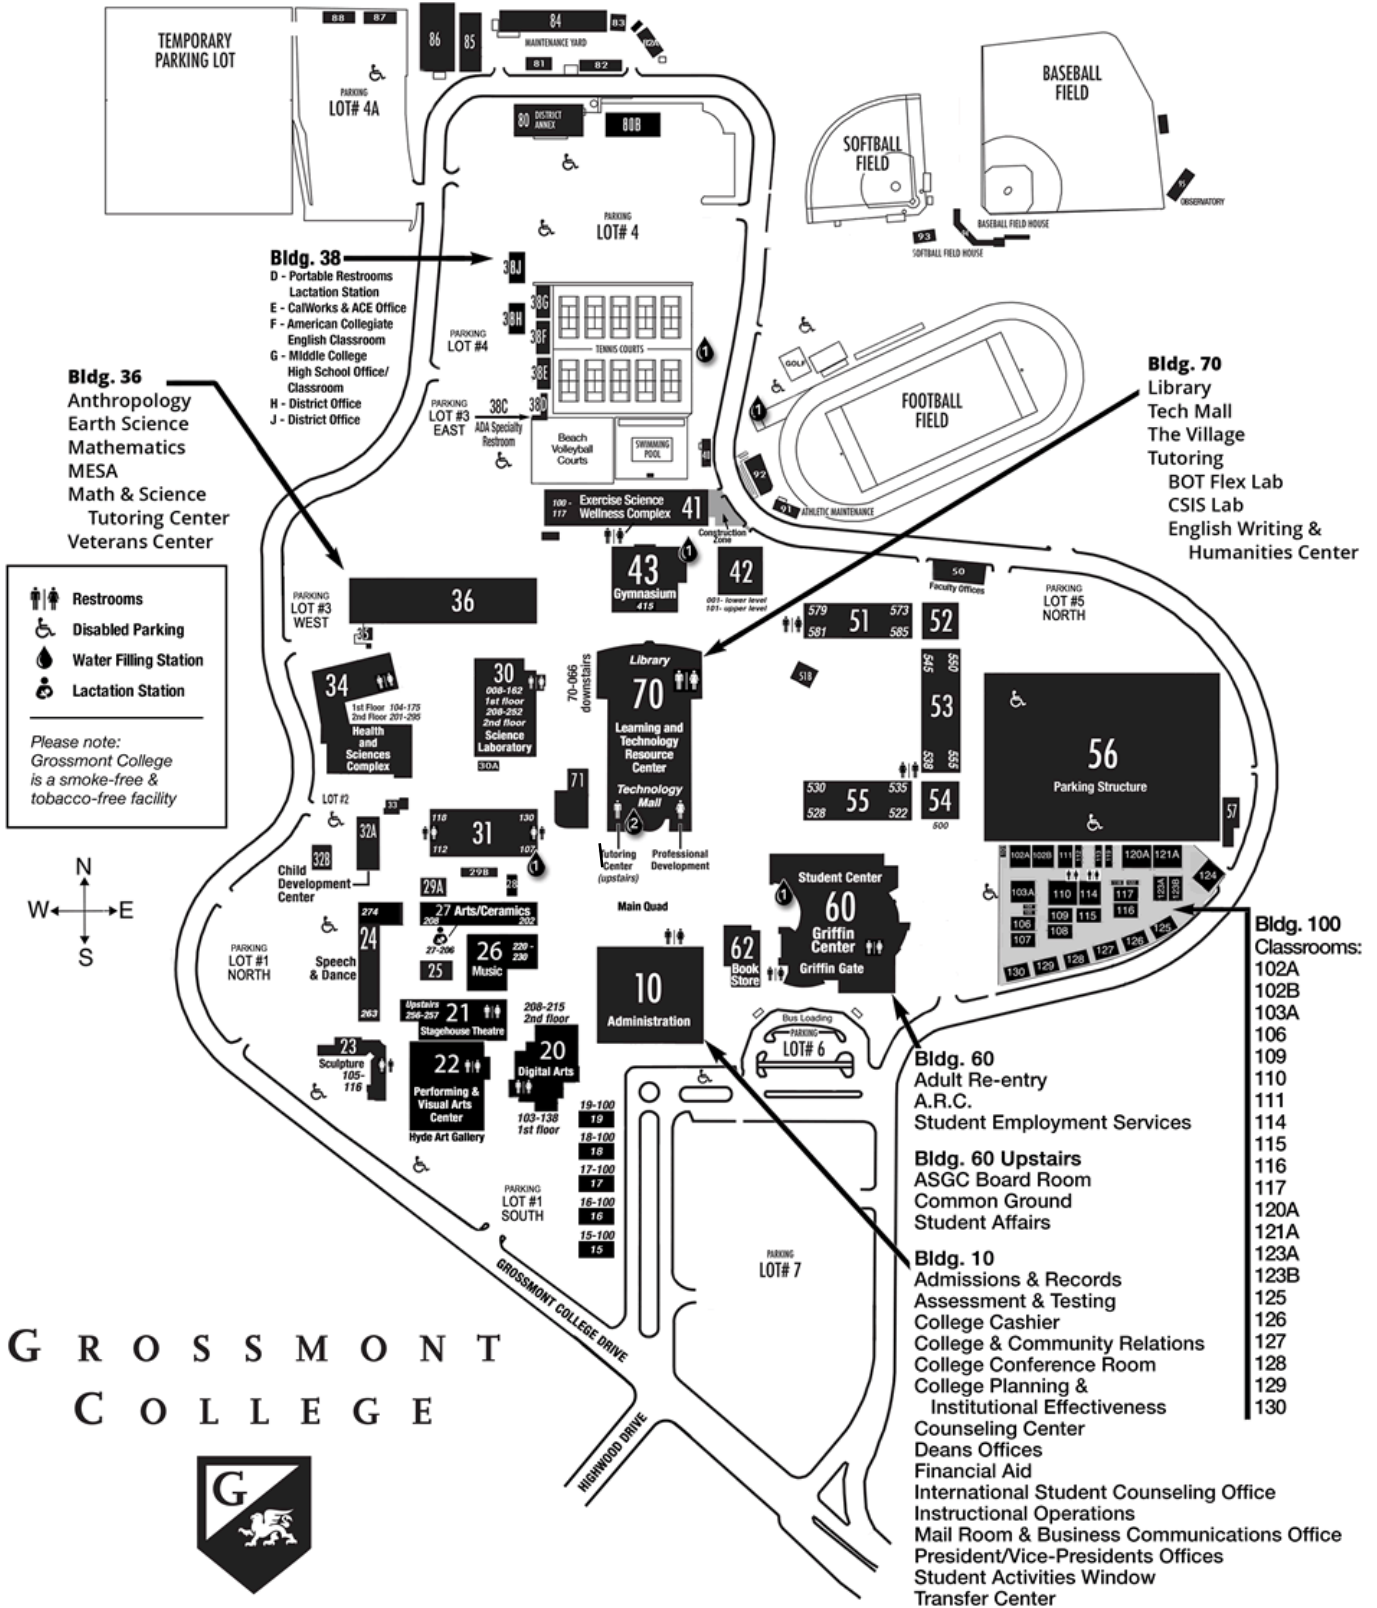 TEMPORARY
PARKING LOT
88
87
PARKING
LOT# 4A
86
85
84
83
82A
MAINTENANCE YARD
81
82
80 DISTRICT
ANNEX
80B
PARKING
LOT# 4
SOFTBALL
FIELD
BASEBALL
FIELD
OBSERVATORY
BASEBALL FIELD HOUSE
93
SOFTBALL FIELD HOUSE
Bldg. 38
D - Portable Restrooms
Lactation Station
E - CalWorks & ACE Office
F - American Collegiate
English Classroom
G - Middle College
High School Office/
Classroom
H - District Office
J - District Office
38J
38H
38G
38F
38E
38D
TENNIS COURTS
PARKING
LOT #4
PARKING
LOT #3
EAST
38C
ADA Specialty
Restroom
Beach
Volleyball
Courts
SWIMMING
POOL
40
1
1
GOLF
FOOTBALL
FIELD
92
91
ATHLETIC MAINTENANCE
Bldg. 36
Anthropology
Earth Science
Mathematics
MESA
Math & Science
Tutoring Center
Veterans Center
Bldg. 70
Library
Tech Mall
The Village
Tutoring
BOT Flex Lab
CSIS Lab
English Writing &
Humanities Center
100 -
117
Exercise Science
Wellness Complex
41
Construction
Zone
1
43
Gymnasium
415
42
001- lower level
101- upper level
50
Faculty Offices
PARKING
LOT #5
NORTH
Restrooms
Disabled Parking
Water Filling Station
Lactation Station
Please note:
Grossmont College
is a smoke-free &
tobacco-free facility
PARKING
LOT #3
WEST
36
35
34
1st Floor 104-175
2nd Floor 201-295
Health
and
Sciences
Complex
30
008-162
1st floor
208-252
2nd floor
Science
Laboratory
30A
70-066
downstairs
Library
70
Learning and
Technology
Resource
Center
Technology
Mall
2
Tutoring
Center
(upstairs)
Professional
Development
71
579
573
51
581
585
52
51B
545
550
53
538
555
530
535
55
528
522
54
500
56
Parking Structure
57
N
W
E
S
LOT #2
33
32A
32B
Child
Development
Center
118
130
31
112
107
1
29B
29A
28
274
24
263
Speech
& Dance
27 Arts/Ceramics
208
202
27-206
26
Music
220 -
230
25
PARKING
LOT #1
NORTH
Main Quad
10
Administration
62
Book
Store
1
Student Center
60
Griffin
Center
Griffin Gate
Bus Loading
PARKING
LOT# 6
Upstairs
256-257
21
Stagehouse Theatre
208-215
2nd floor
20
Digital Arts
103-138
1st floor
23
Sculpture
105-
116
22
Performing &
Visual Arts
Center
Hyde Art Gallery
19-100
19
18-100
18
17-100
17
16-100
16
15-100
15
PARKING
LOT #1
SOUTH
PARKING
LOT# 7
GROSSMONT COLLEGE DRIVE
HIGHWOOD DRIVE
102A
102B
111
120A
121A
124
103A
110
114
117
123A
123B
106
109
115
116
107
108
125
130
129
128
127
126
Bldg. 100
Classrooms:
102A
102B
103A
106
109
110
111
114
115
116
117
120A
121A
123A
123B
125
126
127
128
129
130
Bldg. 60
Adult Re-entry
A.R.C.
Student Employment Services
Bldg. 60 Upstairs
ASGC Board Room
Common Ground
Student Affairs
Bldg. 10
Admissions & Records
Assessment & Testing
College Cashier
College & Community Relations
College Conference Room
College Planning &
Institutional Effectiveness
Counseling Center
Deans Offices
Financial Aid
International Student Counseling Office
Instructional Operations
Mail Room & Business Communications Office
President/Vice-Presidents Offices
Student Activities Window
Transfer Center
GROSSMONT
COLLEGE
G